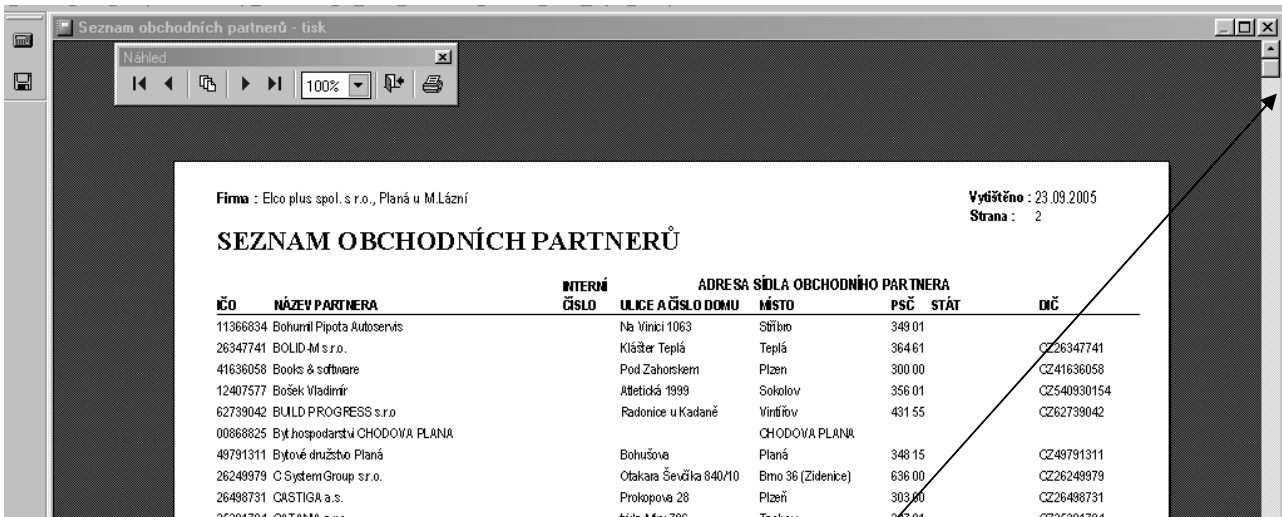 Seznam obchodních partnerů - tisk
Náhled
100%
Firma : Elco plus spol. s r.o., Planá u M.Lázní
Vytištěno : 23.09.2005
Strana : 2
SEZNAM OBCHODNÍCH PARTNERŮ
INTERNÍ ADRESA SÍDLA OBCHODNÍHO PARTNERA
IČO NÁZEV PARTNERA ČÍSLO ULICE A ČÍSLO DOMU MÍSTO PSČ STÁT DIČ
11366834 Bohumil Pipota Autoservis Na Vinici 1063 Stříbro 349 01
26347741 BOLID-M s.r.o. Klášter Teplá Teplá 364 61 CZ26347741
41636058 Books & software Pod Zahorskem Plzen 300 00 CZ41636058
12407577 Bošek Vladimír Atletická 1999 Sokolov 356 01 CZ540930154
62739042 BUILD PROGRESS s.r.o Radonice u Kadaně Vintířov 431 55 CZ62739042
00868825 Byt.hospodarstvi CHODOVA PLANA CHODOVA PLANA
49791311 Bytové družstvo Planá Bohušova Planá 348 15 CZ49791311
26249979 C System Group s.r.o. Otakara Ševčíka 840/10 Brno 36 (Zidenice) 636 00 CZ26249979
26498731 CASTIGA a.s. Prokopova 28 Plzeň 303 00 CZ26498731